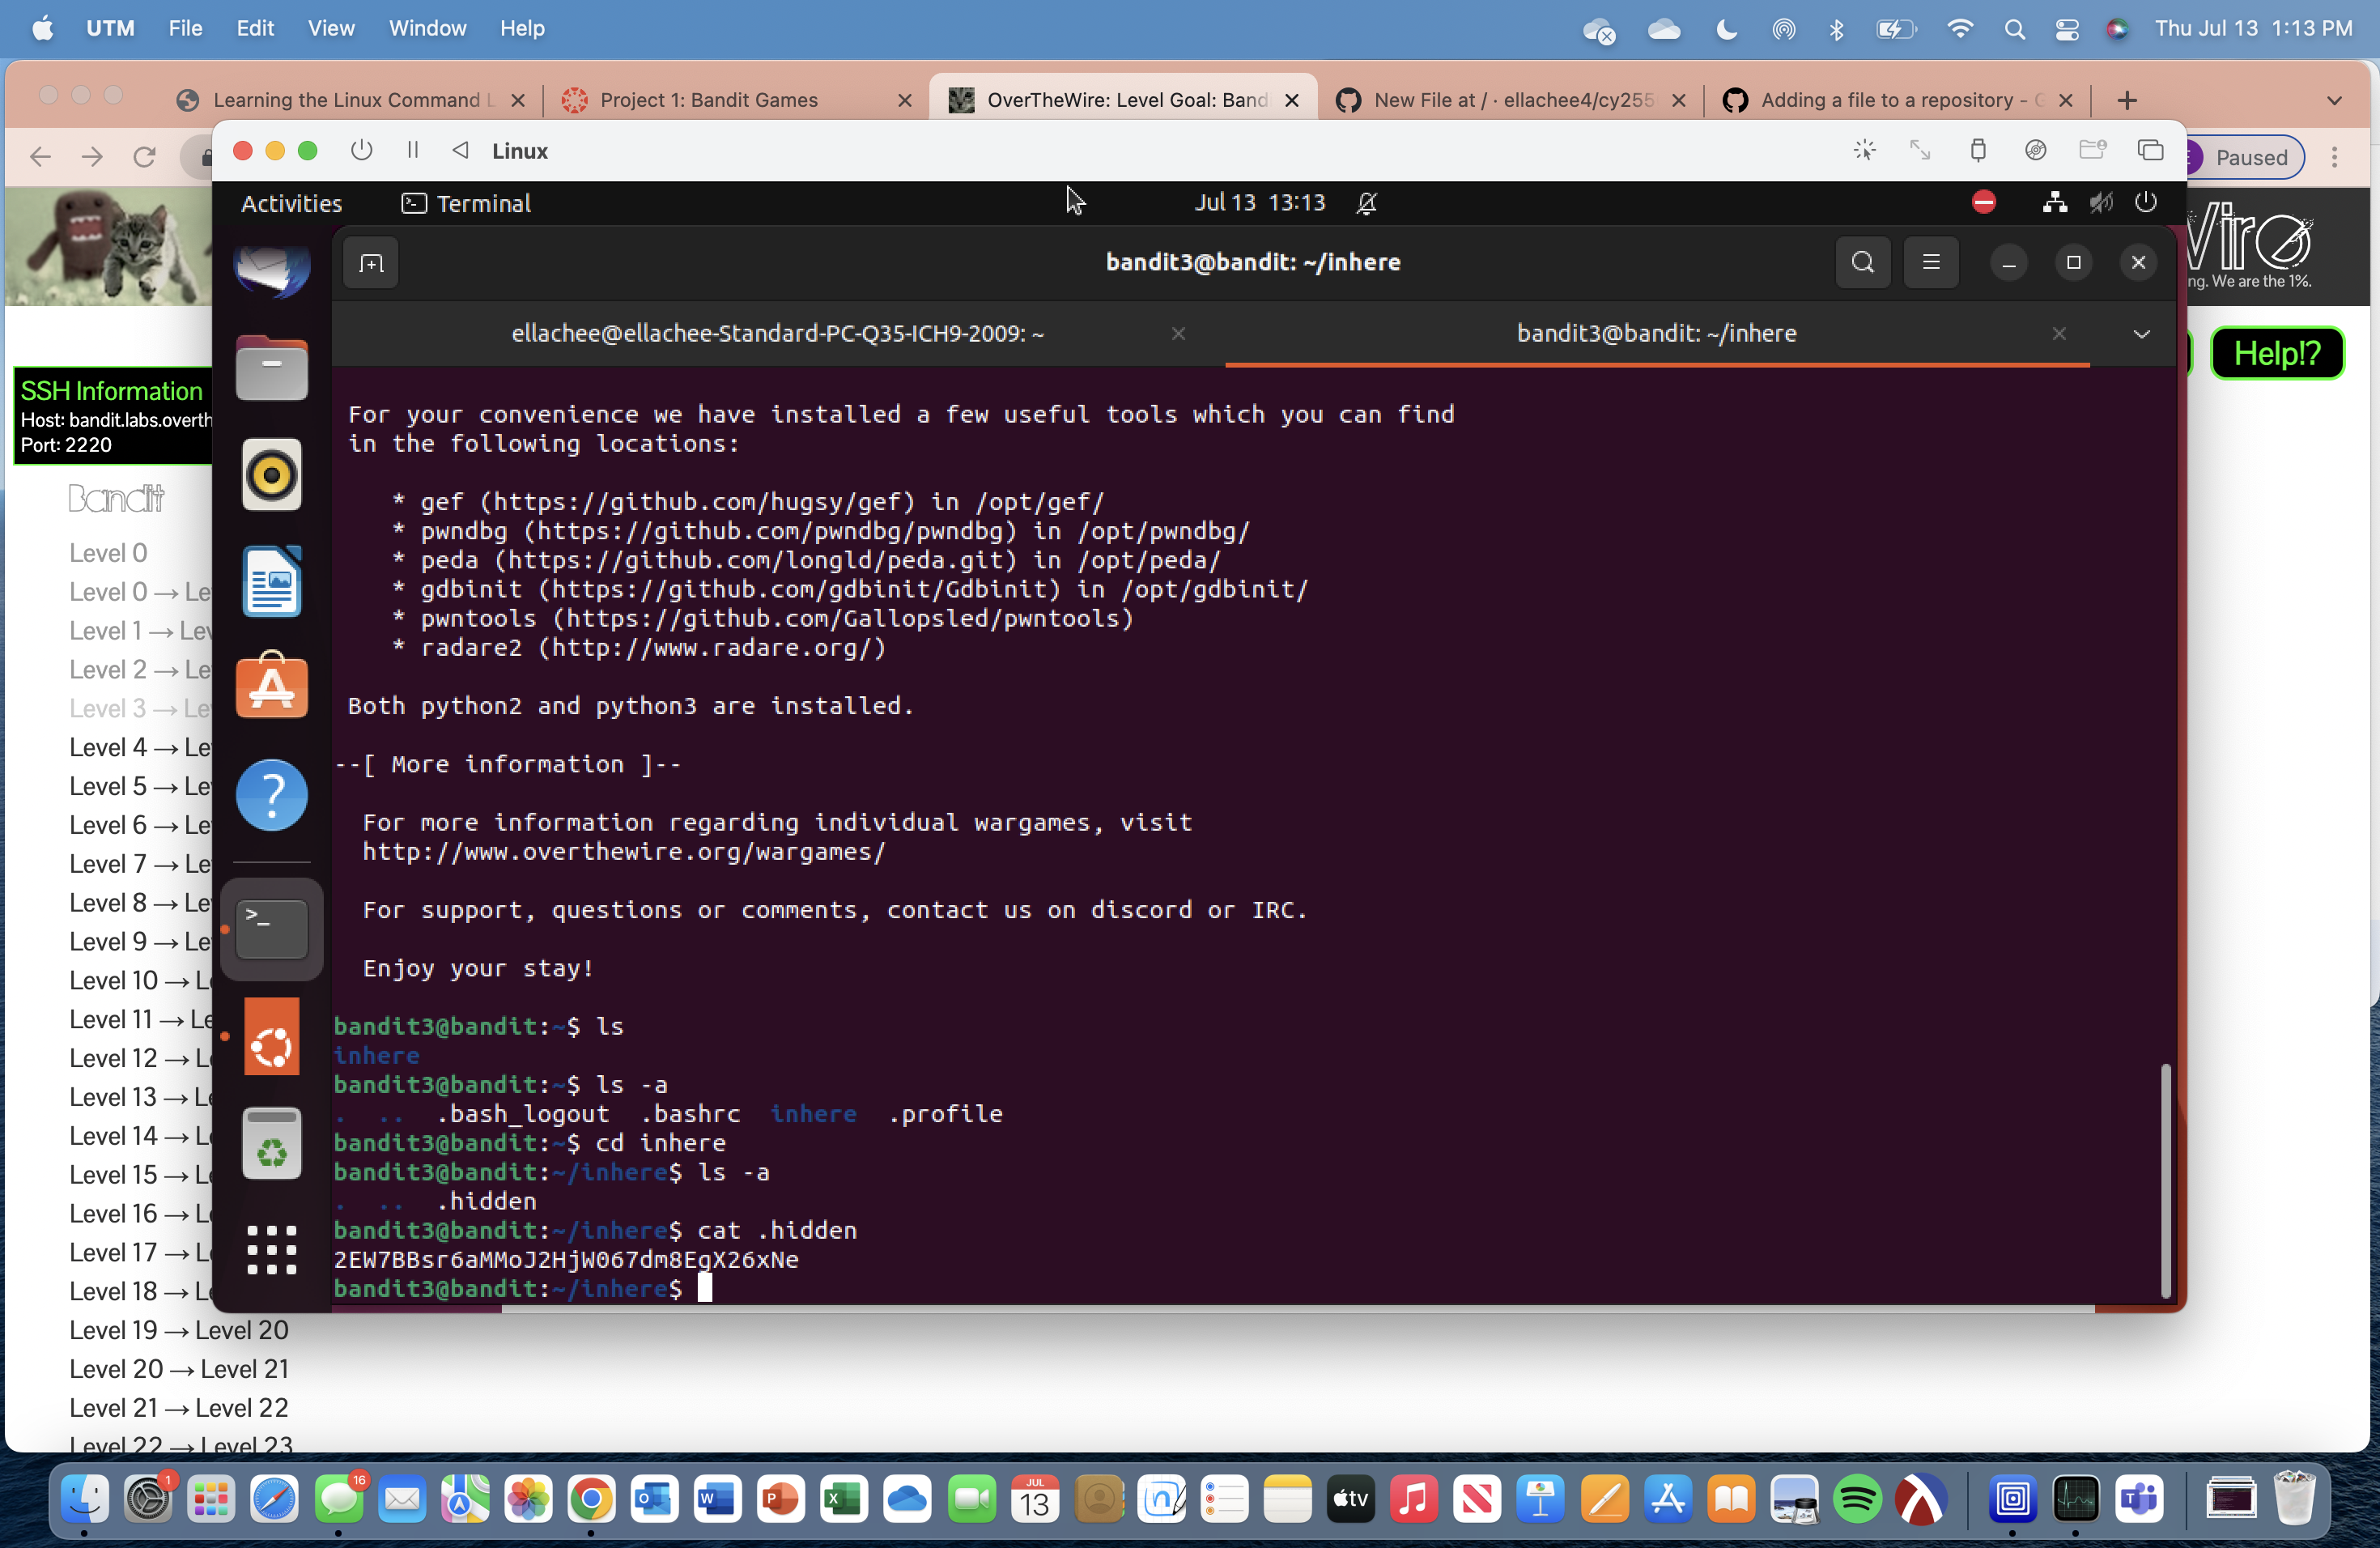 UTM File Edit View Window Help Thu Jul 13 1:13 PM
Learning the Linux Command L
Project 1: Bandit Games
OverTheWire: Level Goal: Band
New File at / · ellachee4/cy255
Adding a file to a repository - G
Linux
Paused
Activities Terminal Jul 13 13:13
ng. We are the 1%.
bandit3@bandit: ~/inhere
ellachee@ellachee-Standard-PC-Q35-ICH9-2009: ~
bandit3@bandit: ~/inhere
Help!?
SSH Information
Host: bandit.labs.overth
Port: 2220
Bandit
Level 0
Level 0 → Le
Level 1 → Lev
Level 2 → Le
Level 3 → Le
Level 4 → Le
Level 5 → Le
Level 6 → Le
Level 7 → Le
Level 8 → Le
Level 9 → Le
Level 10 → L
Level 11 → Le
Level 12 → L
Level 13 → L
Level 14 → L
Level 15 → L
Level 16 → L
Level 17 → L
Level 18 → L
Level 19 → Level 20
Level 20 → Level 21
Level 21 → Level 22
Level 22 → Level 23
For your convenience we have installed a few useful tools which you can find
in the following locations:
* gef (https://github.com/hugsy/gef) in /opt/gef/
* pwndbg (https://github.com/pwndbg/pwndbg) in /opt/pwndbg/
* peda (https://github.com/longld/peda.git) in /opt/peda/
* gdbinit (https://github.com/gdbinit/Gdbinit) in /opt/gdbinit/
* pwntools (https://github.com/Gallopsled/pwntools)
* radare2 (http://www.radare.org/)
Both python2 and python3 are installed.
--[ More information ]--
For more information regarding individual wargames, visit
http://www.overthewire.org/wargames/
For support, questions or comments, contact us on discord or IRC.
Enjoy your stay!
bandit3@bandit:~$ ls
inhere
bandit3@bandit:~$ ls -a
. .. .bash_logout .bashrc inhere .profile
bandit3@bandit:~$ cd inhere
bandit3@bandit:~/inhere$ ls -a
. .. .hidden
bandit3@bandit:~/inhere$ cat .hidden
2EW7BBsr6aMMoJ2HjW067dm8EgX26xNe
bandit3@bandit:~/inhere$
1
16
JUL
13
tv